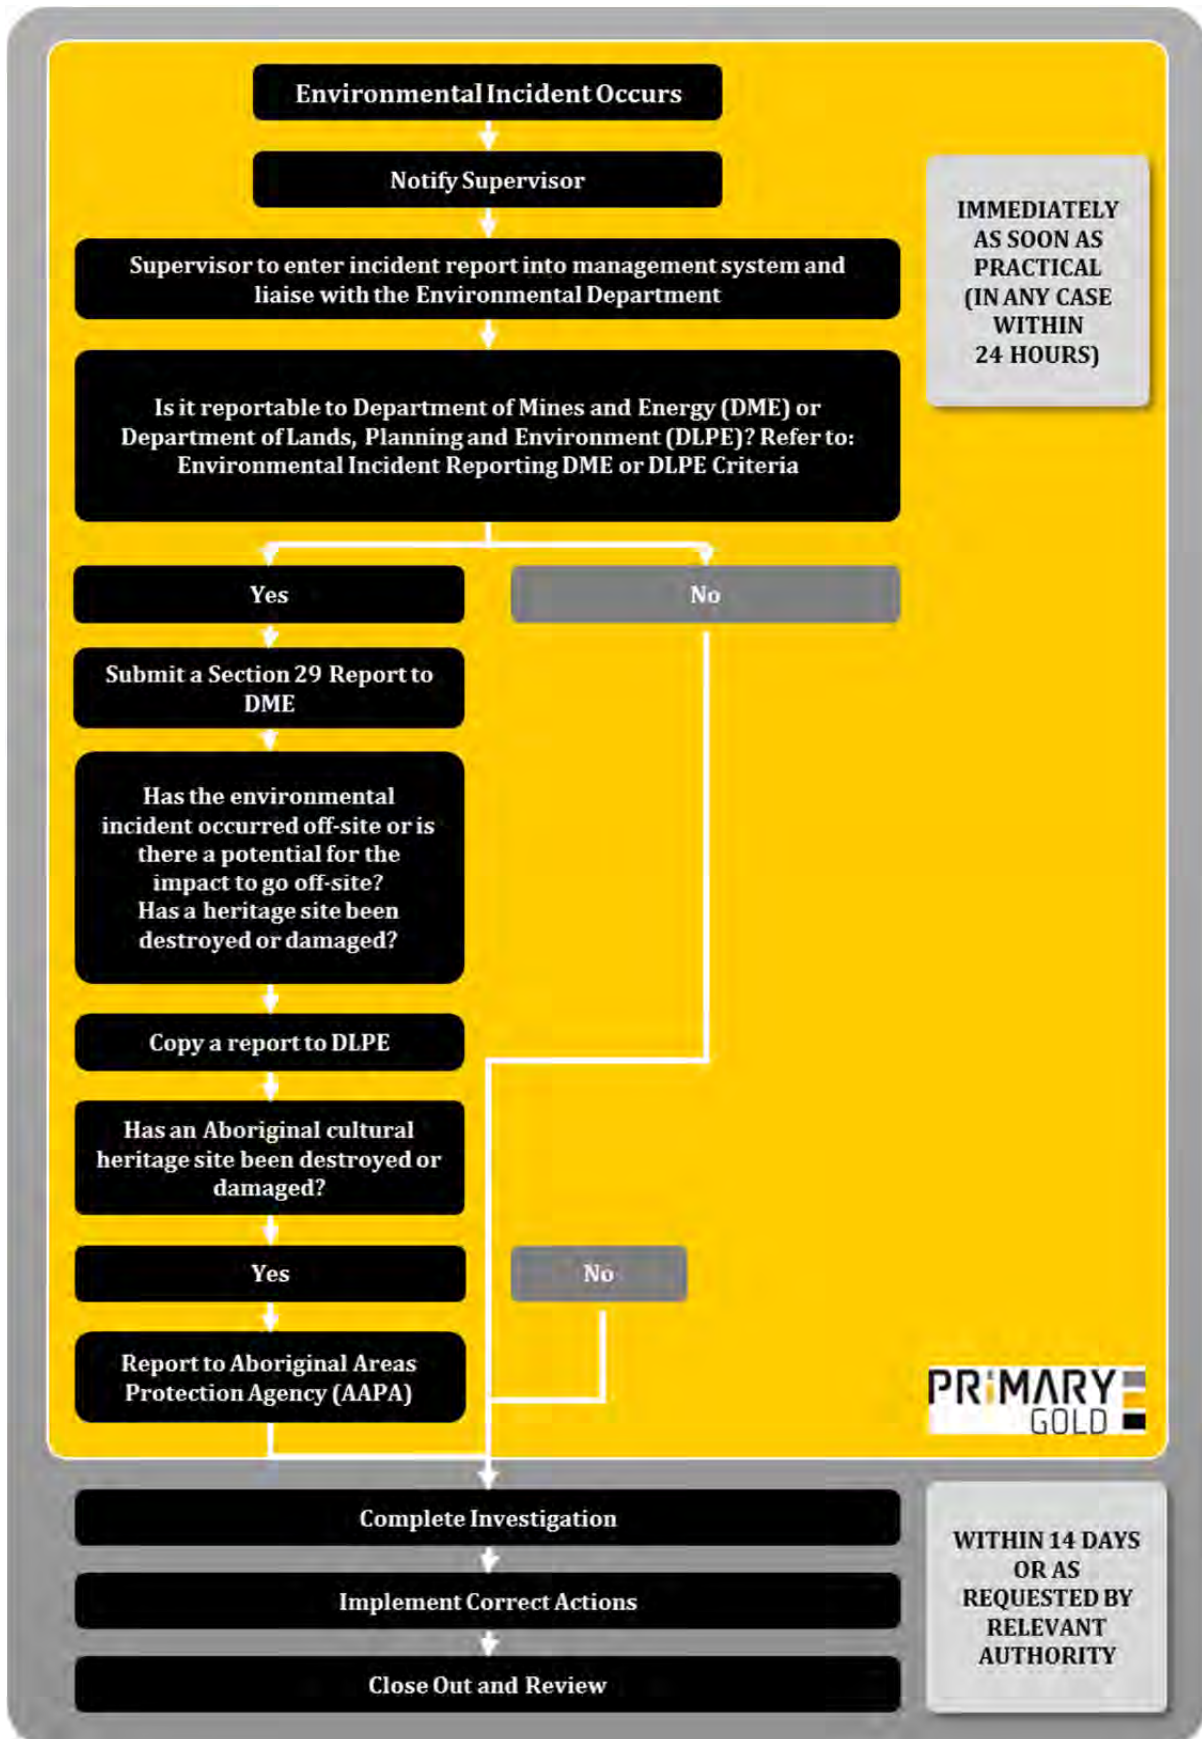 Environmental Incident Occurs
Notify Supervisor
IMMEDIATELY
AS SOON AS
PRACTICAL
(IN ANY CASE
WITHIN
24 HOURS)
Supervisor to enter incident report into management system and
liaise with the Environmental Department
Is it reportable to Department of Mines and Energy (DME) or
Department of Lands, Planning and Environment (DLPE)? Refer to:
Environmental Incident Reporting DME or DLPE Criteria
Yes
No
Submit a Section 29 Report to
DME
Has the environmental
incident occurred off-site or is
there a potential for the
impact to go off-site?
Has a heritage site been
destroyed or damaged?
Copy a report to DLPE
Has an Aboriginal cultural
heritage site been destroyed or
damaged?
Yes
No
Report to Aboriginal Areas
Protection Agency (AAPA)
PRiMARY
GOLD
Complete Investigation
Implement Correct Actions
Close Out and Review
WITHIN 14 DAYS
OR AS
REQUESTED BY
RELEVANT
AUTHORITY